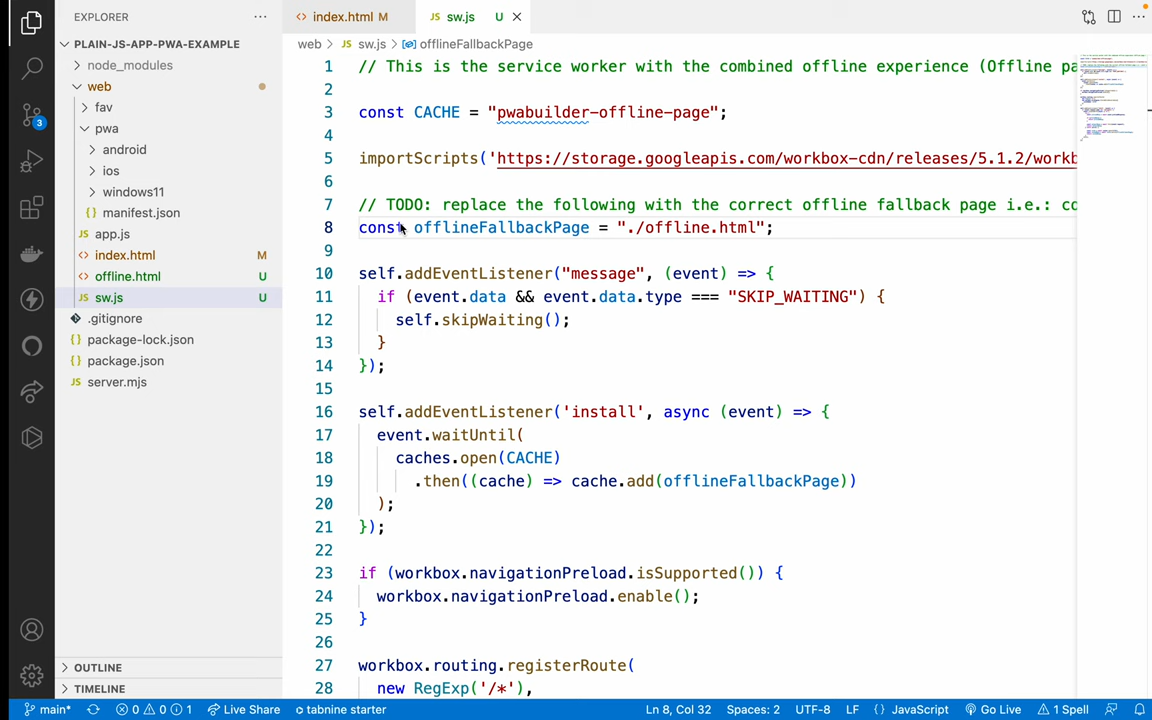 EXPLORER
PLAIN-JS-APP-PWA-EXAMPLE
node_modules
web
fav
pwa
android
ios
windows11
{} manifest.json
JS app.js
<> index.html M
<> offline.html U
JS sw.js U
.gitignore
{} package-lock.json
{} package.json
JS server.mjs
OUTLINE
TIMELINE
3
<> index.html M
JS sw.js U
web > JS sw.js > offlineFallbackPage
1 // This is the service worker with the combined offline experience (Offline pa
2
3 const CACHE = "pwabuilder-offline-page";
4
5 importScripts('https://storage.googleapis.com/workbox-cdn/releases/5.1.2/workb
6
7 // TODO: replace the following with the correct offline fallback page i.e.: co
8 const offlineFallbackPage = "./offline.html";
9
10 self.addEventListener("message", (event) => {
11 if (event.data && event.data.type === "SKIP_WAITING") {
12 self.skipWaiting();
13 }
14 });
15
16 self.addEventListener('install', async (event) => {
17 event.waitUntil(
18 caches.open(CACHE)
19 .then((cache) => cache.add(offlineFallbackPage))
20 );
21 });
22
23 if (workbox.navigationPreload.isSupported()) {
24 workbox.navigationPreload.enable();
25 }
26
27 workbox.routing.registerRoute(
28 new RegExp('/*'),
main* 0 0 1 Live Share tabnine starter Ln 8, Col 32 Spaces: 2 UTF-8 LF {} JavaScript Go Live 1 Spell